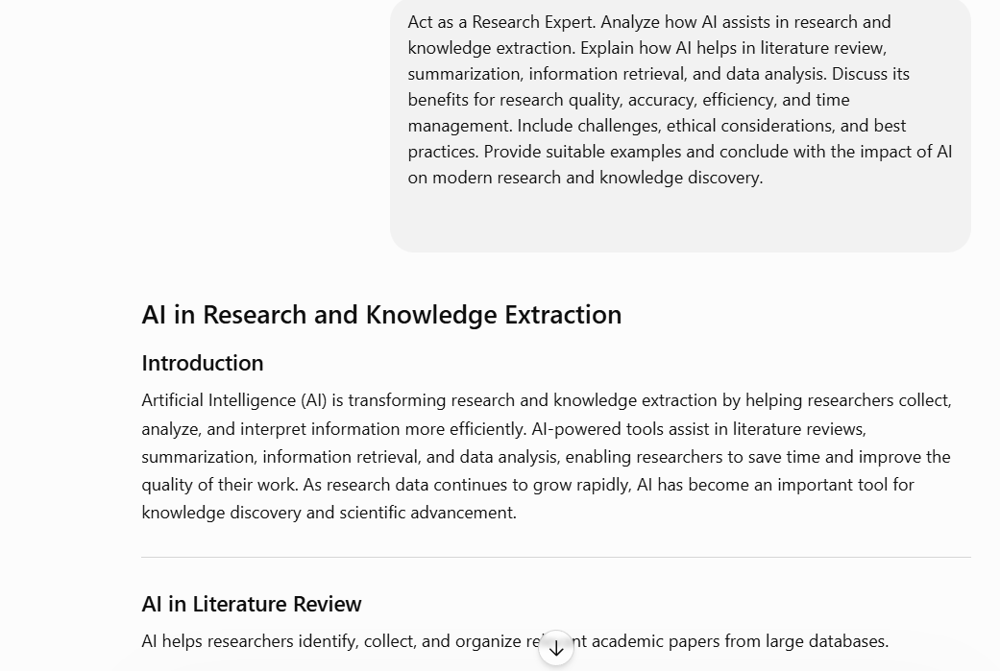 Act as a Research Expert. Analyze how AI assists in research and
knowledge extraction. Explain how AI helps in literature review,
summarization, information retrieval, and data analysis. Discuss its
benefits for research quality, accuracy, efficiency, and time
management. Include challenges, ethical considerations, and best
practices. Provide suitable examples and conclude with the impact of AI
on modern research and knowledge discovery.
AI in Research and Knowledge Extraction
Introduction
Artificial Intelligence (AI) is transforming research and knowledge extraction by helping researchers collect,
analyze, and interpret information more efficiently. AI-powered tools assist in literature reviews,
summarization, information retrieval, and data analysis, enabling researchers to save time and improve the
quality of their work. As research data continues to grow rapidly, AI has become an important tool for
knowledge discovery and scientific advancement.
AI in Literature Review
AI helps researchers identify, collect, and organize academic papers from large databases.